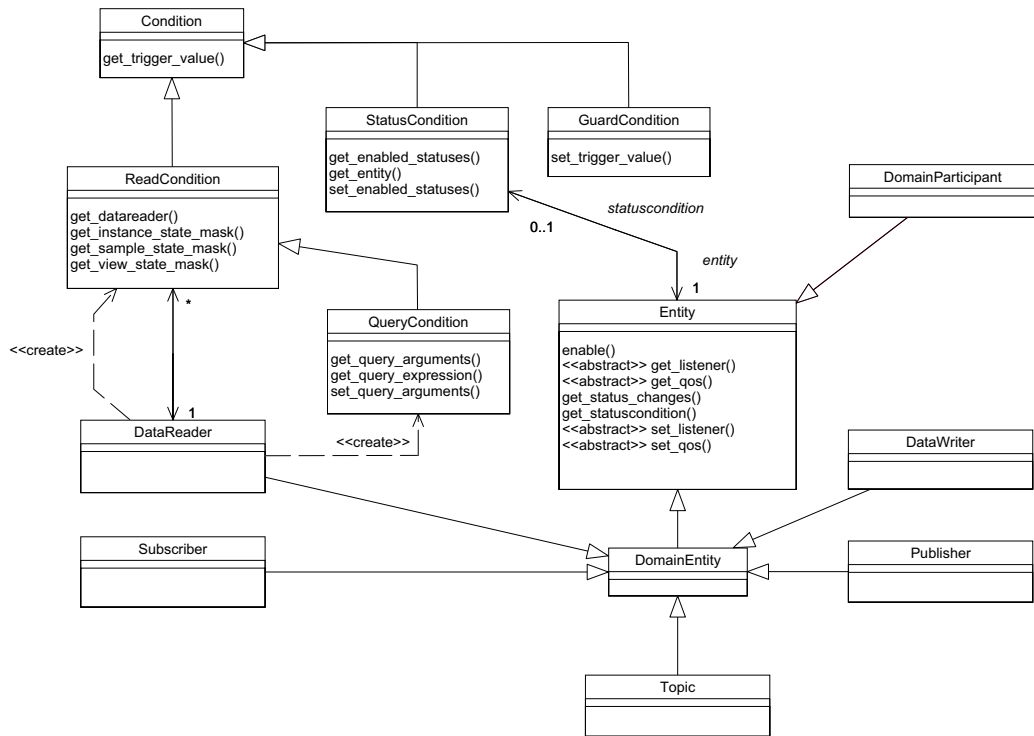 Condition
get_trigger_value()
StatusCondition
get_enabled_statuses()
get_entity()
set_enabled_statuses()
GuardCondition
set_trigger_value()
ReadCondition
get_datareader()
get_instance_state_mask()
get_sample_state_mask()
get_view_state_mask()
DomainParticipant
statuscondition
0..1
entity
1
*
<<create>>
1
QueryCondition
get_query_arguments()
get_query_expression()
set_query_arguments()
Entity
enable()
<<abstract>> get_listener()
<<abstract>> get_qos()
get_status_changes()
get_statuscondition()
<<abstract>> set_listener()
<<abstract>> set_qos()
DataReader
<<create>>
DataWriter
Subscriber
DomainEntity
Publisher
Topic